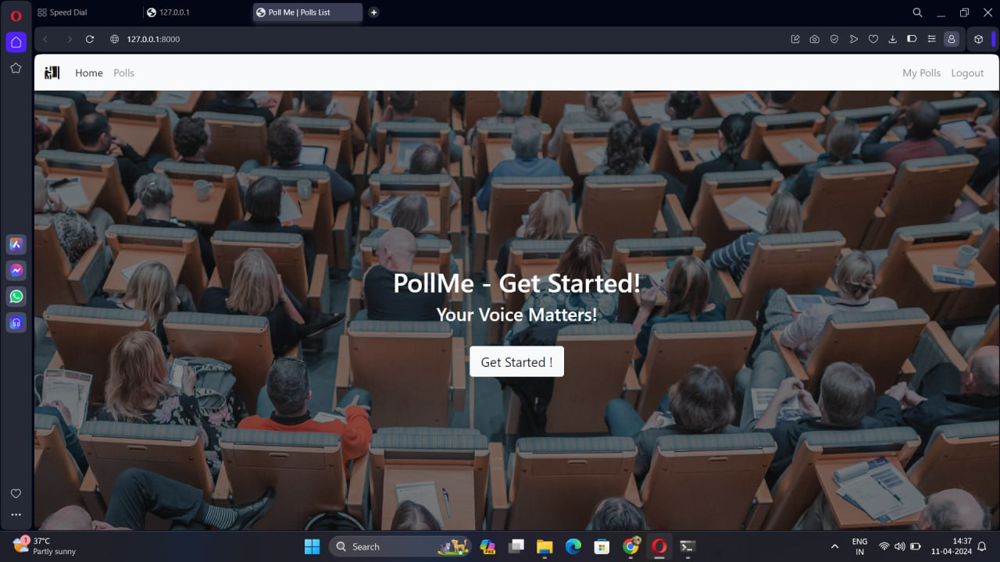 Speed Dial
127.0.0.1
Poll Me | Polls List
127.0.0.1:8000
Home
Polls
My Polls
Logout
PollMe - Get Started!
Your Voice Matters!
Get Started !
1
37°C
Partly sunny
Search
PRE
ENG
IN
14:37
11-04-2024